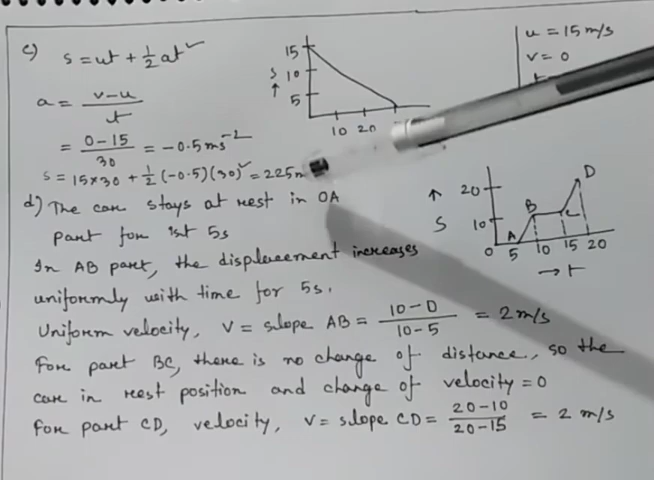 c) s = ut + 1/2 at²
15
S 10
↑ 5
10 20
u = 15 m/s
v = 0
a = v-u / t
= 0-15 / 30 = -0.5 ms⁻²
s = 15×30 + 1/2 (-0.5)(30)² = 225m
d) The car stays at rest in OA
part for 1st 5s
In AB part, the displacement increases
uniformly with time for 5s.
↑ 20
S 10
0 A 5 B 10 C 15 D 20
→ t
Uniform velocity, V = slope AB = 10-0 / 10-5 = 2 m/s
For part BC, there is no change of distance, so the
car in rest position and change of velocity = 0
For part CD, velocity, V = slope CD = 20-10 / 20-15 = 2 m/s